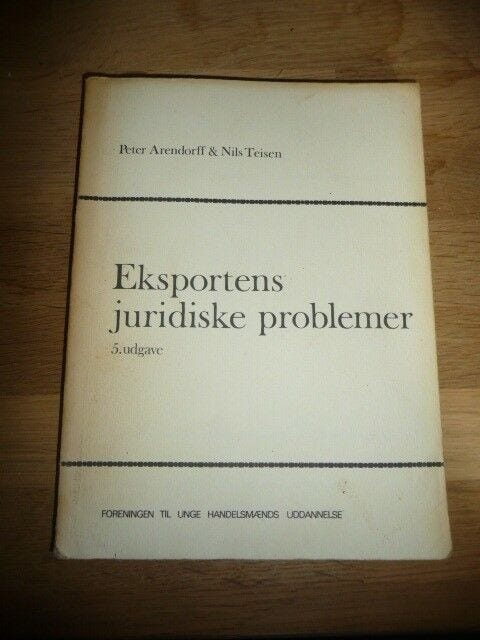 Peter Arendorff & Nils Teisen
Eksportens
juridiske problemer
5. udgave
FORENINGEN TIL UNGE HANDELSMÆNDS UDDANNELSE